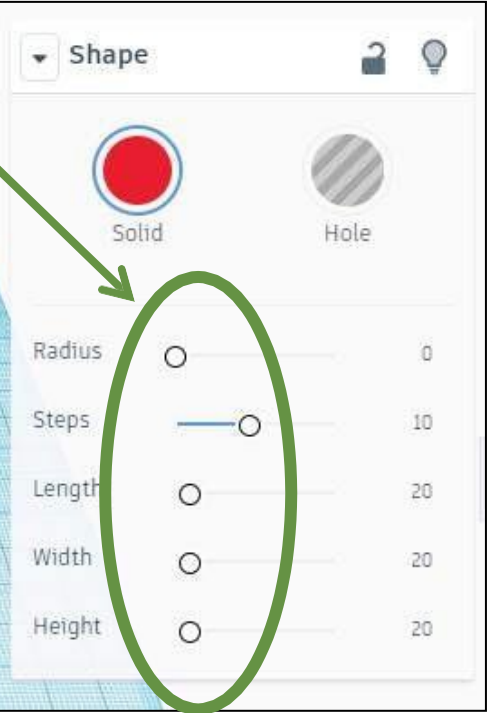 Shape
Solid Hole
Radius 0
Steps 10
Length 20
Width 20
Height 20